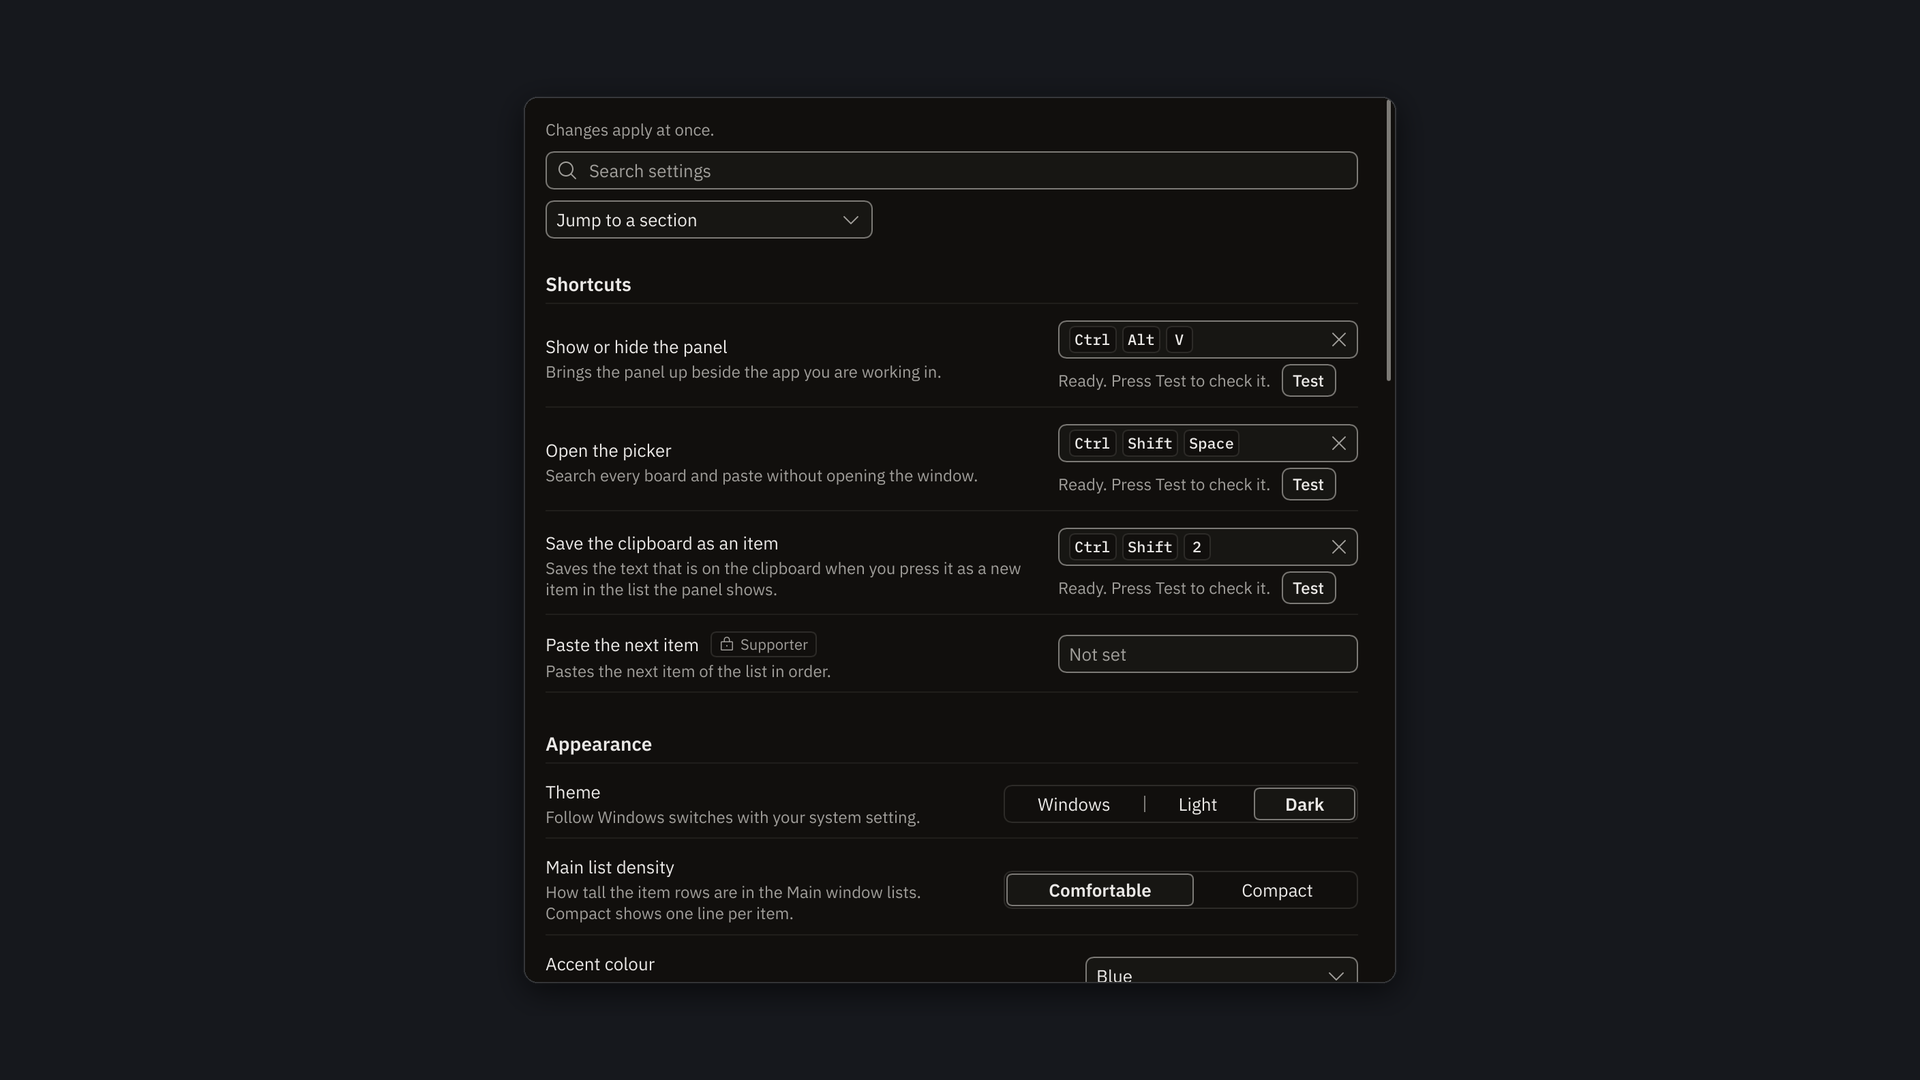 Changes apply at once.
Search settings
Jump to a section
Shortcuts
Show or hide the panel
Brings the panel up beside the app you are working in.
Ctrl Alt V
Ready. Press Test to check it. Test
Open the picker
Search every board and paste without opening the window.
Ctrl Shift Space
Ready. Press Test to check it. Test
Save the clipboard as an item
Saves the text that is on the clipboard when you press it as a new
item in the list the panel shows.
Ctrl Shift 2
Ready. Press Test to check it. Test
Paste the next item Supporter
Pastes the next item of the list in order.
Not set
Appearance
Theme
Follow Windows switches with your system setting.
Windows Light Dark
Main list density
How tall the item rows are in the Main window lists.
Compact shows one line per item.
Comfortable Compact
Accent colour
Blue